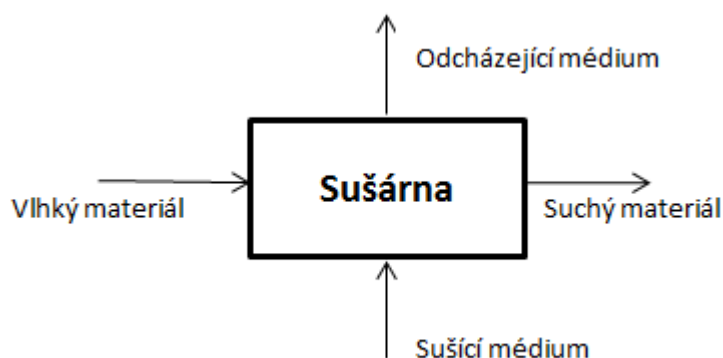 Odcházející médium
Sušárna
Vlhký materiál
Suchý materiál
Sušící médium